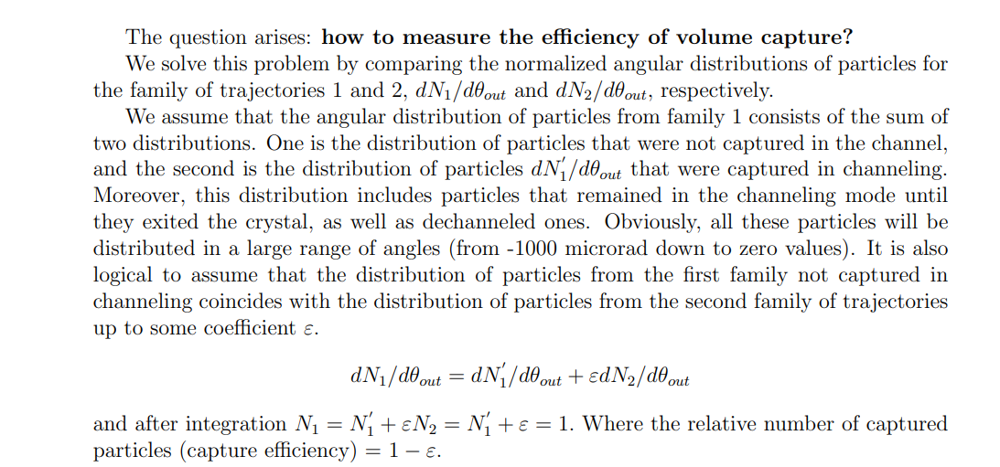 The question arises: how to measure the efficiency of volume capture?
We solve this problem by comparing the normalized angular distributions of particles for
the family of trajectories 1 and 2, dN₁/dθ_out and dN₂/dθ_out, respectively.
We assume that the angular distribution of particles from family 1 consists of the sum of
two distributions. One is the distribution of particles that were not captured in the channel,
and the second is the distribution of particles dN₁′/dθ_out that were captured in channeling.
Moreover, this distribution includes particles that remained in the channeling mode until
they exited the crystal, as well as dechanneled ones. Obviously, all these particles will be
distributed in a large range of angles (from -1000 microrad down to zero values). It is also
logical to assume that the distribution of particles from the first family not captured in
channeling coincides with the distribution of particles from the second family of trajectories
up to some coefficient ε.
dN₁/dθ_out = dN₁′/dθ_out + εdN₂/dθ_out
and after integration N₁ = N₁′ + εN₂ = N₁′ + ε = 1. Where the relative number of captured
particles (capture efficiency) = 1 − ε.